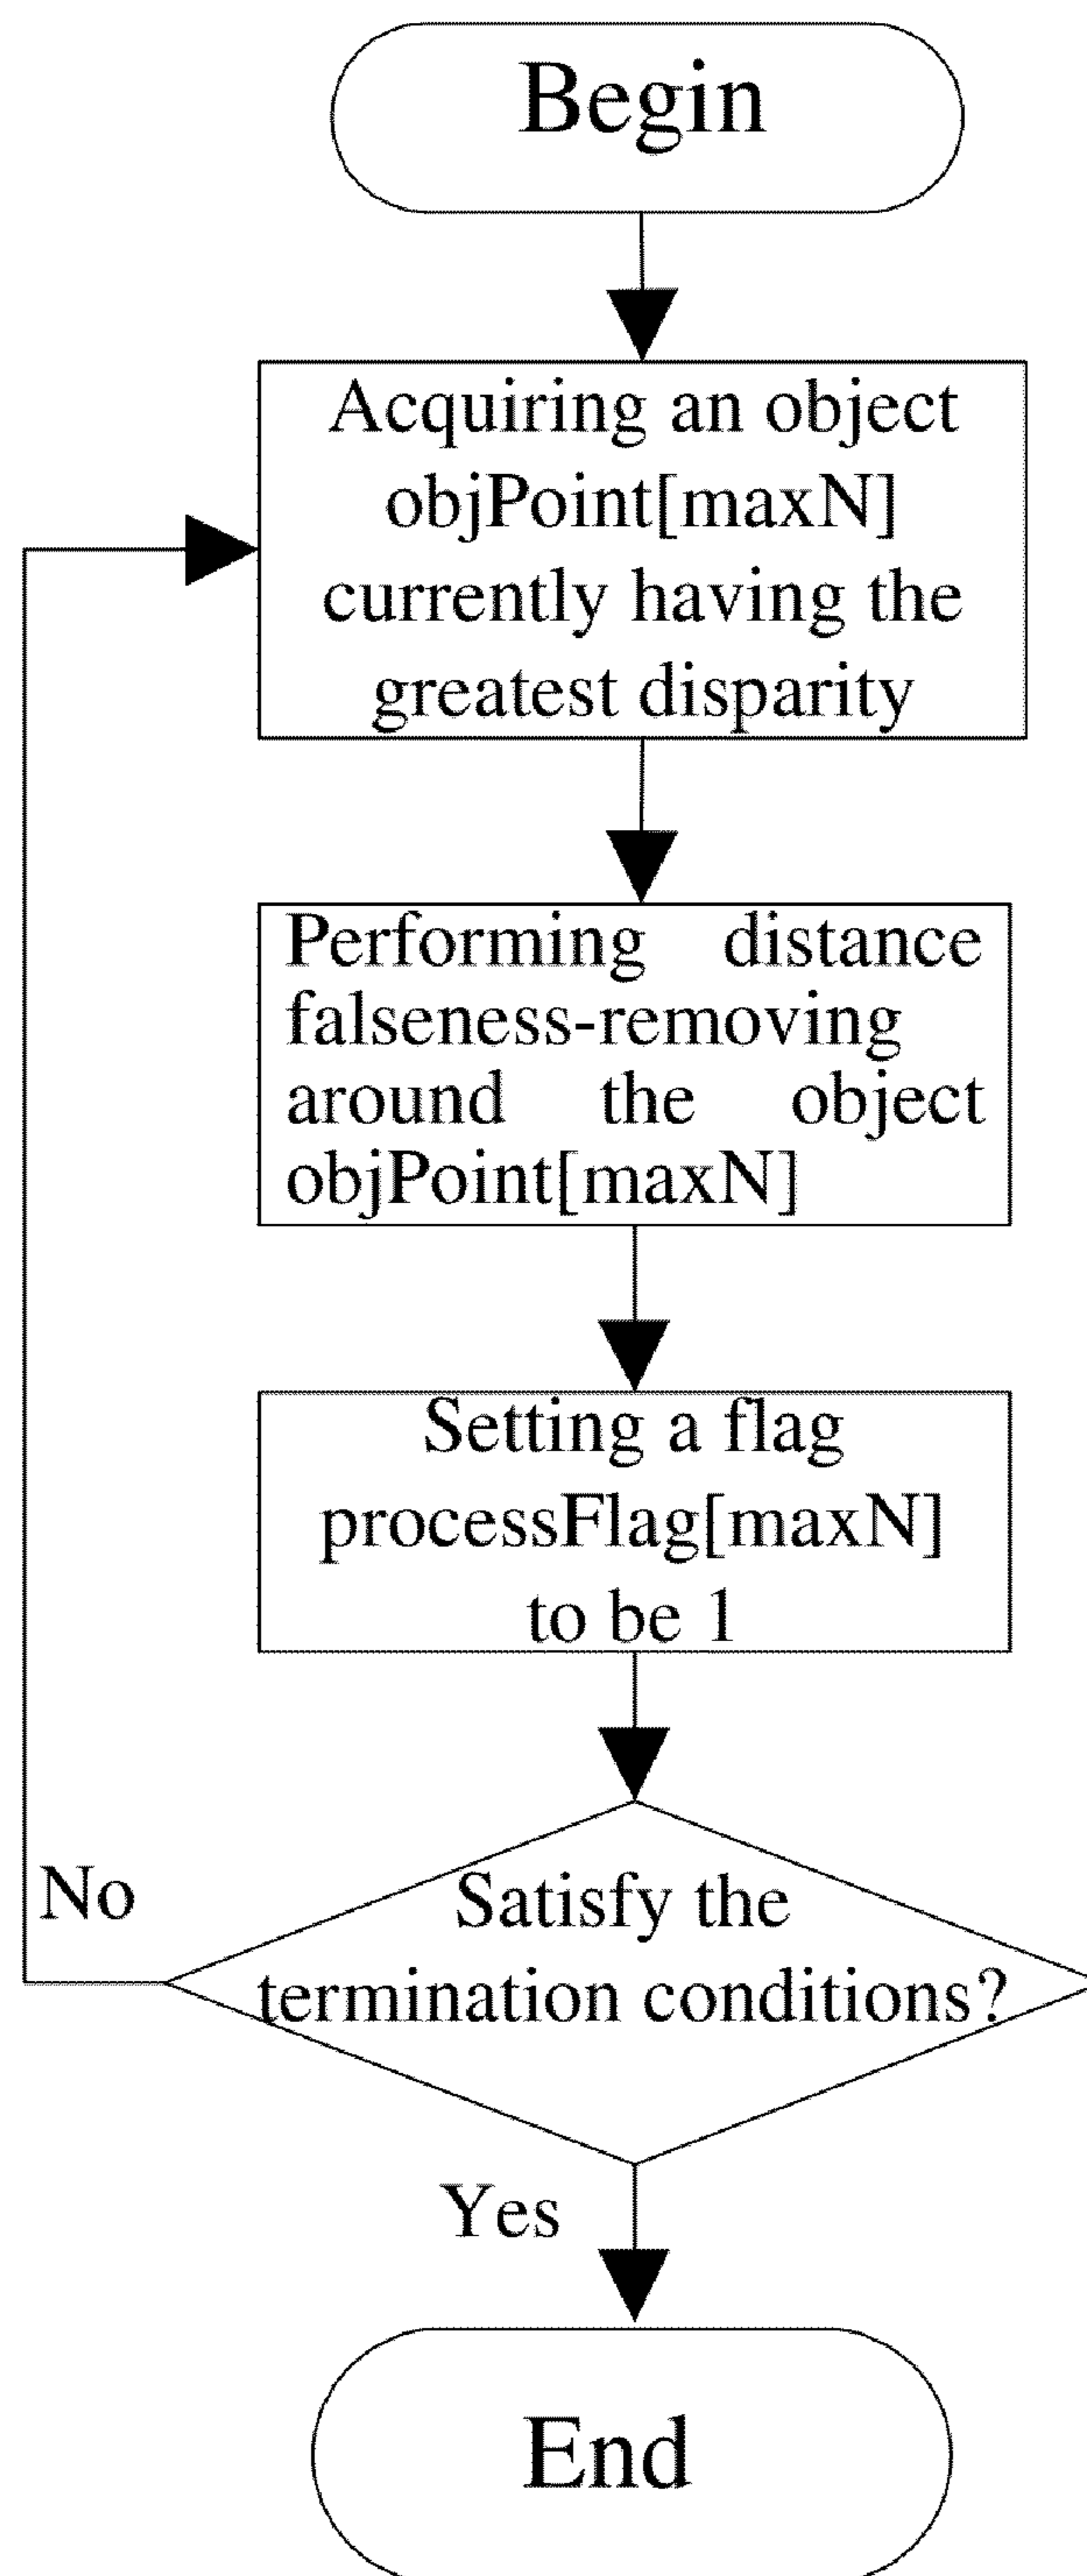 Begin
Acquiring an object
objPoint[maxN]
currently having the
greatest disparity
Performing distance
falseness-removing
around the object
objPoint[maxN]
Setting a flag
processFlag[maxN]
to be 1
No
Satisfy the
termination conditions?
Yes
End